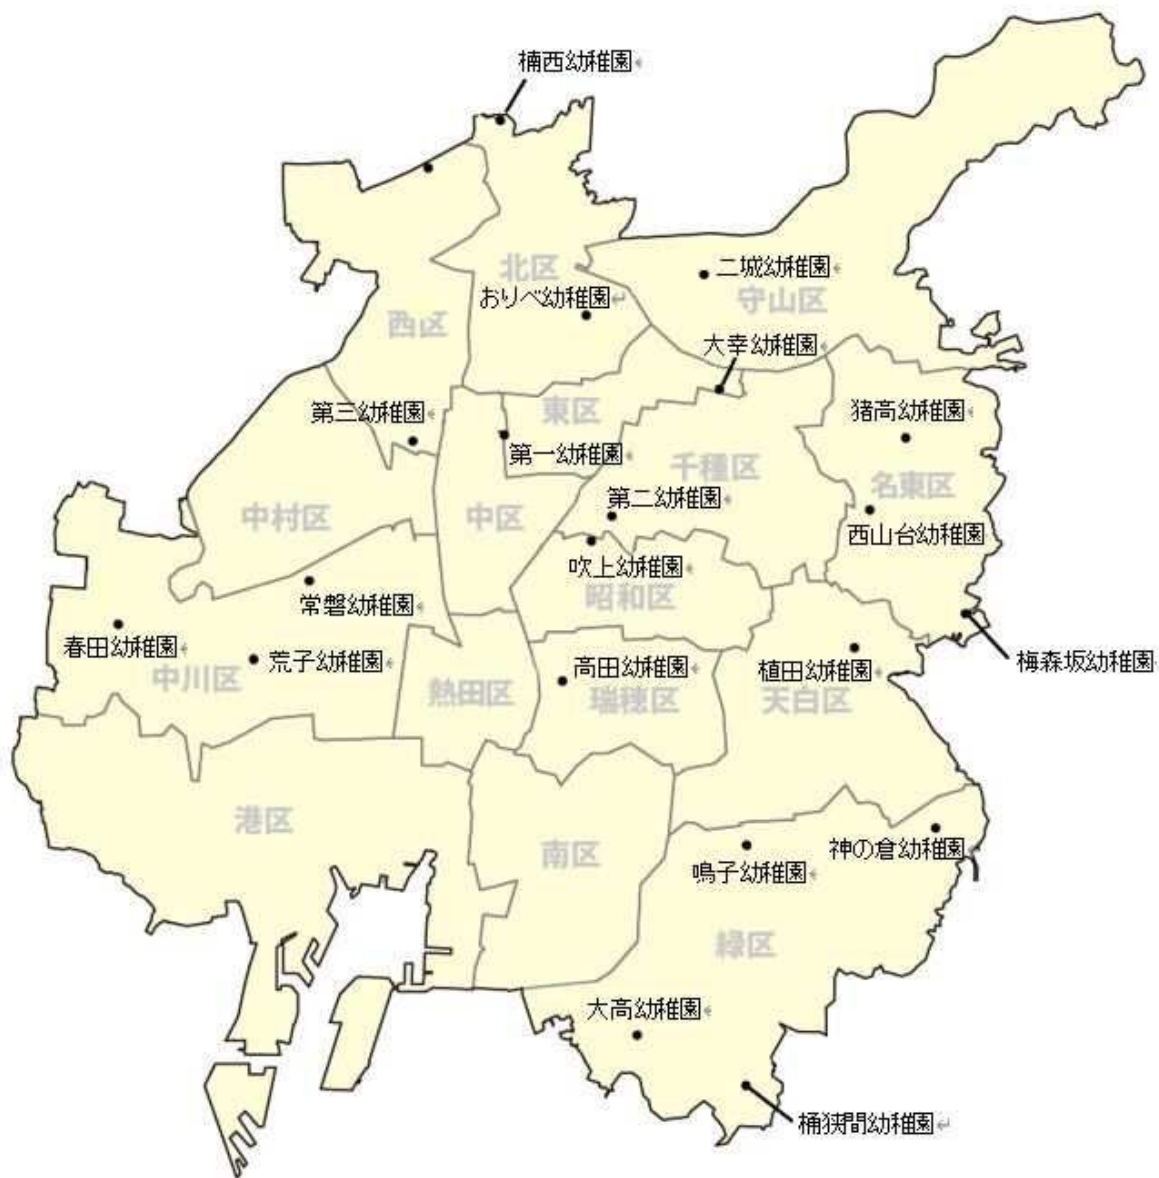 楠西幼稚園
北区
二城幼稚園
おりべ幼稚園
守山区
西区
大幸幼稚園
第三幼稚園
東区
猪高幼稚園
第一幼稚園
千種区
名東区
中村区
中区
第二幼稚園
西山台幼稚園
吹上幼稚園
常磐幼稚園
昭和区
春田幼稚園
荒子幼稚園
高田幼稚園
植田幼稚園
梅森坂幼稚園
中川区
熱田区
瑞穂区
天白区
港区
南区
神の倉幼稚園
鳴子幼稚園
緑区
大高幼稚園
桶狭間幼稚園